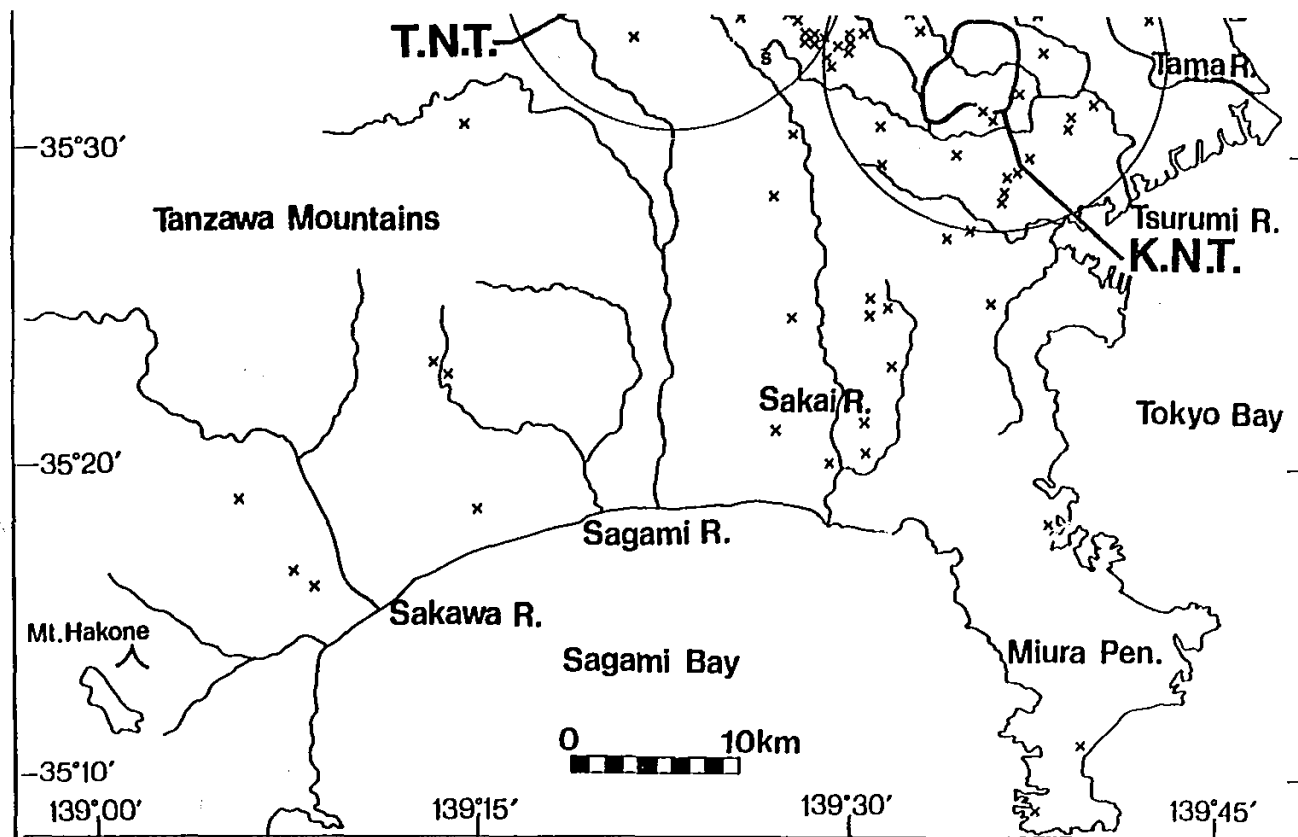 T.N.T.
s
Tama R.
35°30′
Tanzawa Mountains
Tsurumi R.
K.N.T.
Sakai R.
Tokyo Bay
35°20′
Sagami R.
Sakawa R.
Mt.Hakone
Sagami Bay
Miura Pen.
0 10km
35°10′
139°00′ 139°15′ 139°30′ 139°45′